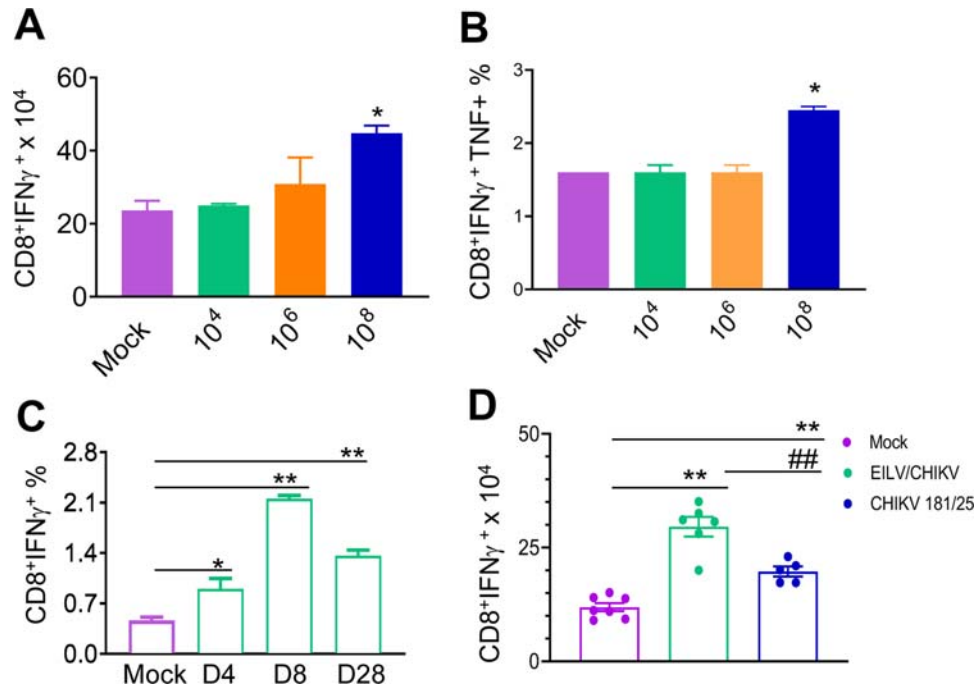 A
CD8⁺IFNγ⁺ x 10⁴
60
40
20
0
*
Mock
10⁴
10⁶
10⁸
B
CD8⁺IFNγ⁺ TNF+ %
3
2
1
0
*
Mock
10⁴
10⁶
10⁸
C
CD8⁺IFNγ⁺ %
2.8
2.1
1.4
0.7
0.0
**
**
*
Mock D4 D8 D28
D
CD8⁺IFNγ⁺ x 10⁴
50
25
0
**
##
**
Mock
EILV/CHIKV
CHIKV 181/25